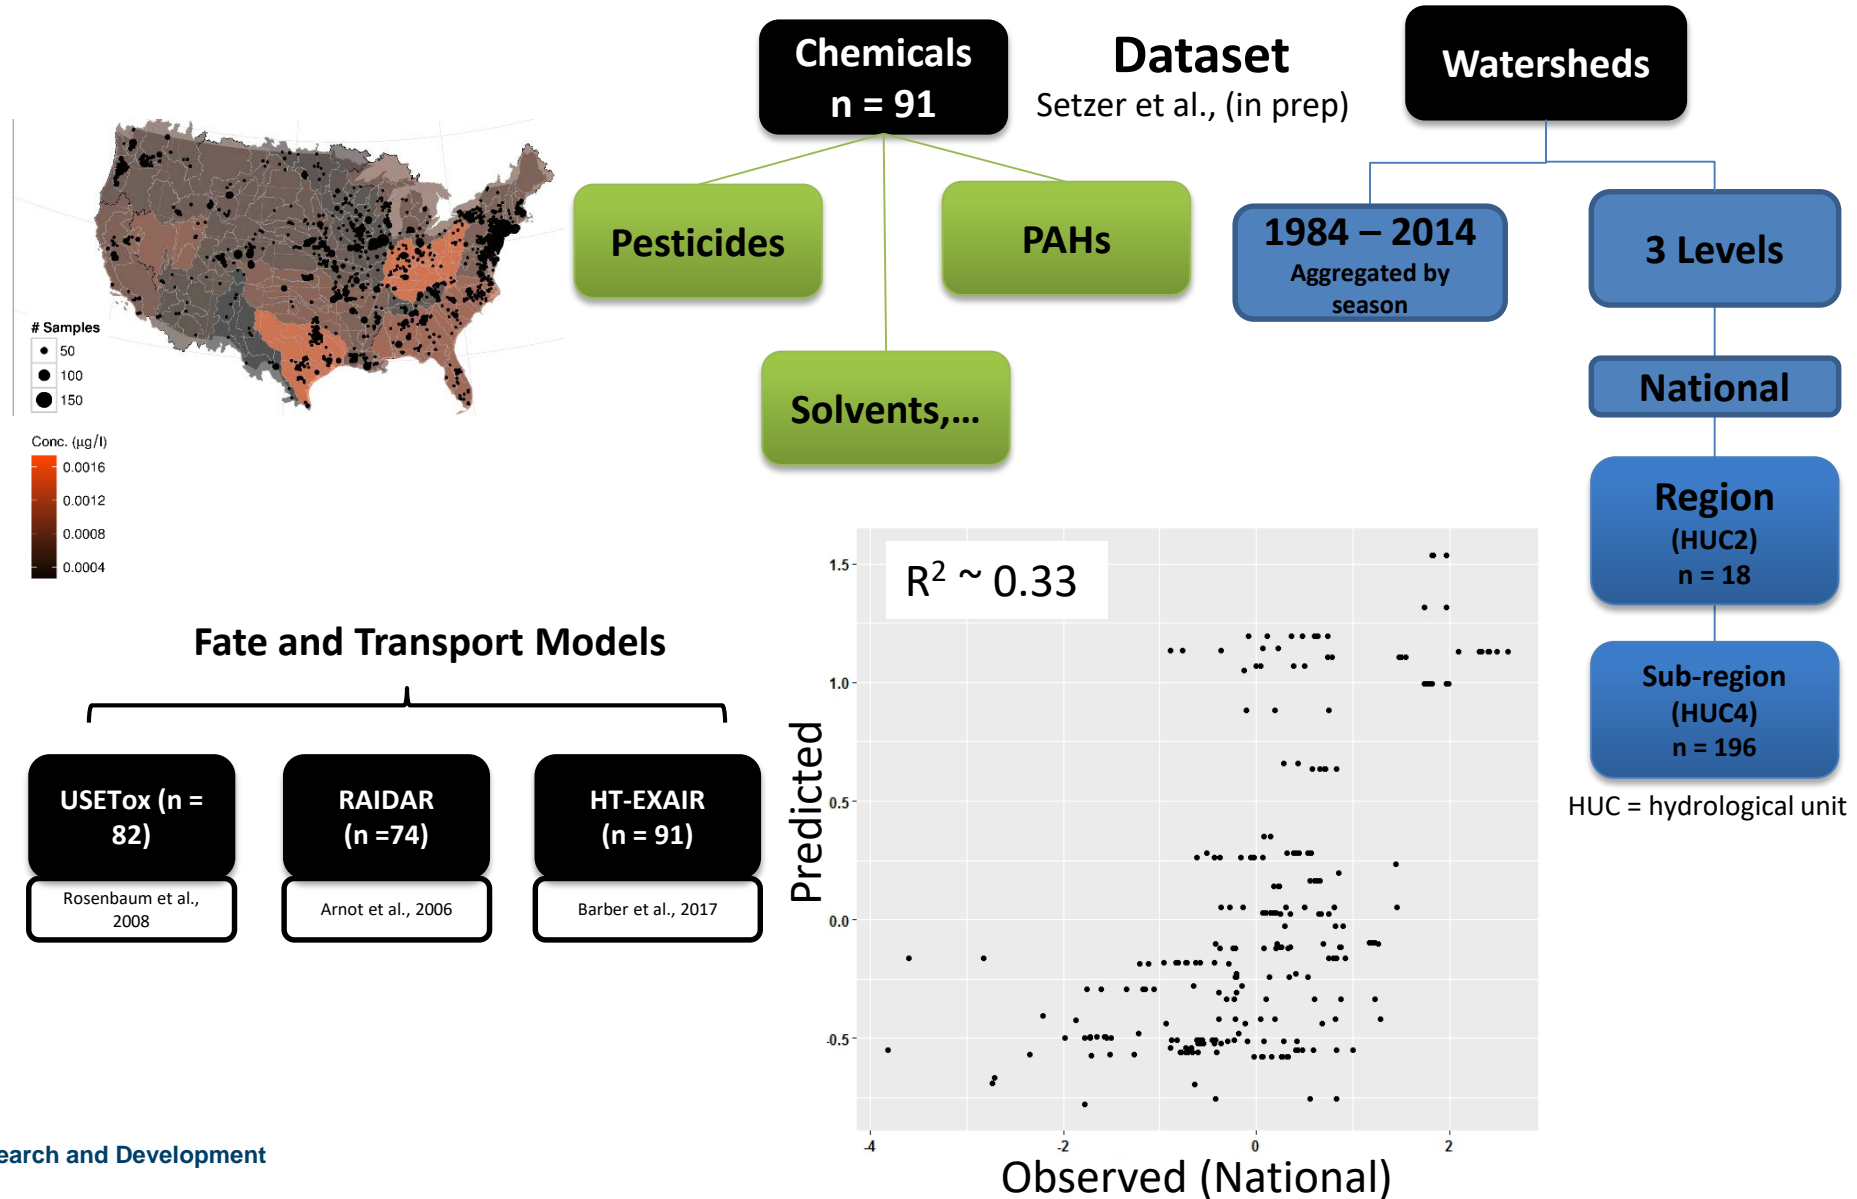 Chemicals
n = 91
Dataset
Setzer et al., (in prep)
Watersheds
Pesticides
PAHs
Solvents,...
1984 – 2014
Aggregated by
season
3 Levels
National
Region
(HUC2)
n = 18
Sub-region
(HUC4)
n = 196
HUC = hydrological unit
# Samples
50
100
150
Conc. (µg/l)
0.0016
0.0012
0.0008
0.0004
Fate and Transport Models
USETox (n =
82)
Rosenbaum et al.,
2008
RAIDAR
(n =74)
Arnot et al., 2006
HT-EXAIR
(n = 91)
Barber et al., 2017
R² ~ 0.33
Predicted
1.5
1.0
0.5
0.0
-0.5
-4
-2
0
2
Observed (National)
earch and Development